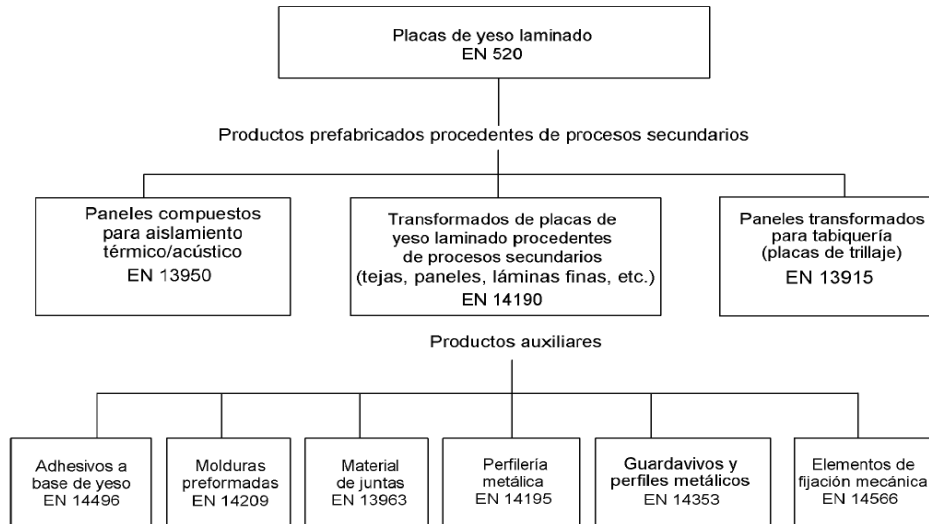 Placas de yeso laminado
EN 520
Productos prefabricados procedentes de procesos secundarios
Paneles compuestos
para aislamiento
térmico/acústico
EN 13950
Transformados de placas de
yeso laminado procedentes
de procesos secundarios
(tejas, paneles, láminas finas, etc.)
EN 14190
Paneles transformados
para tabiquería
(placas de trillaje)
EN 13915
Productos auxiliares
Adhesivos a
base de yeso
EN 14496
Molduras
preformadas
EN 14209
Material
de juntas
EN 13963
Perfilería
metálica
EN 14195
Guardavivos y
perfiles metálicos
EN 14353
Elementos de
fijación mecánica
EN 14566